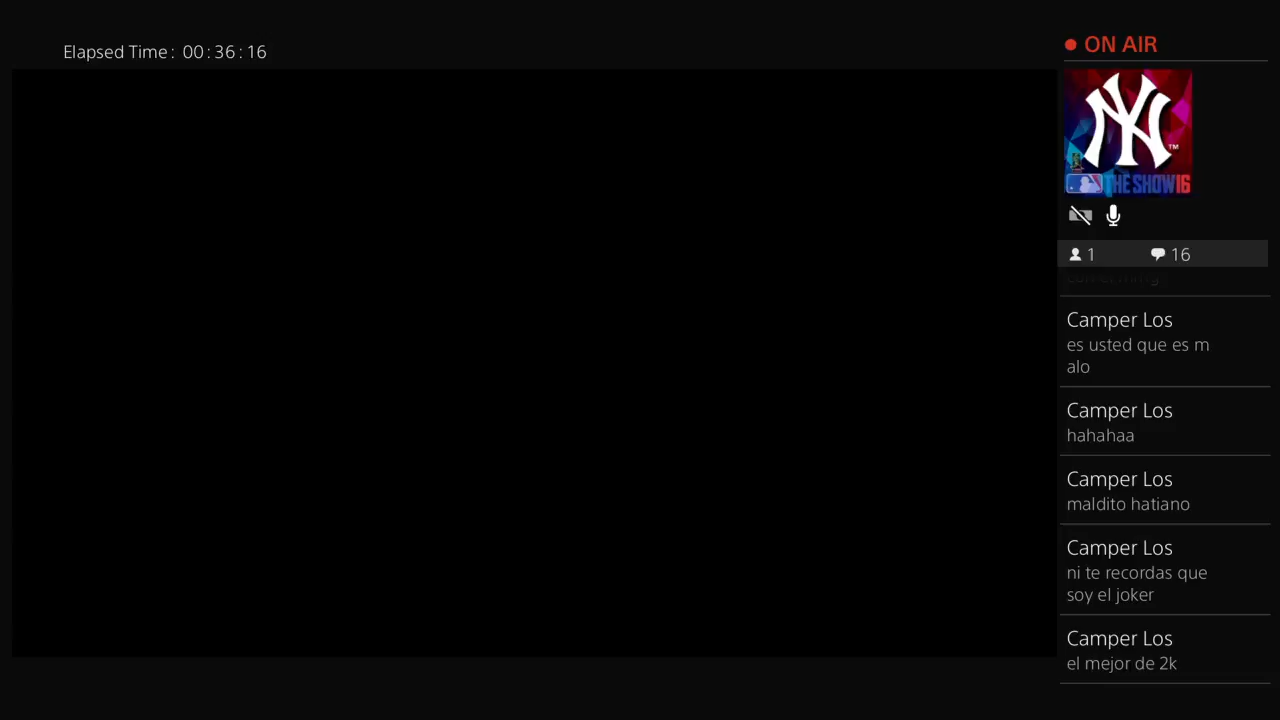 Elapsed Time: 00:36:16
ON AIR
NY
TM
THE SHOW16
1 16
Camper Los
es usted que es m
alo
Camper Los
hahahaa
Camper Los
maldito hatiano
Camper Los
ni te recordas que
soy el joker
Camper Los
el mejor de 2k